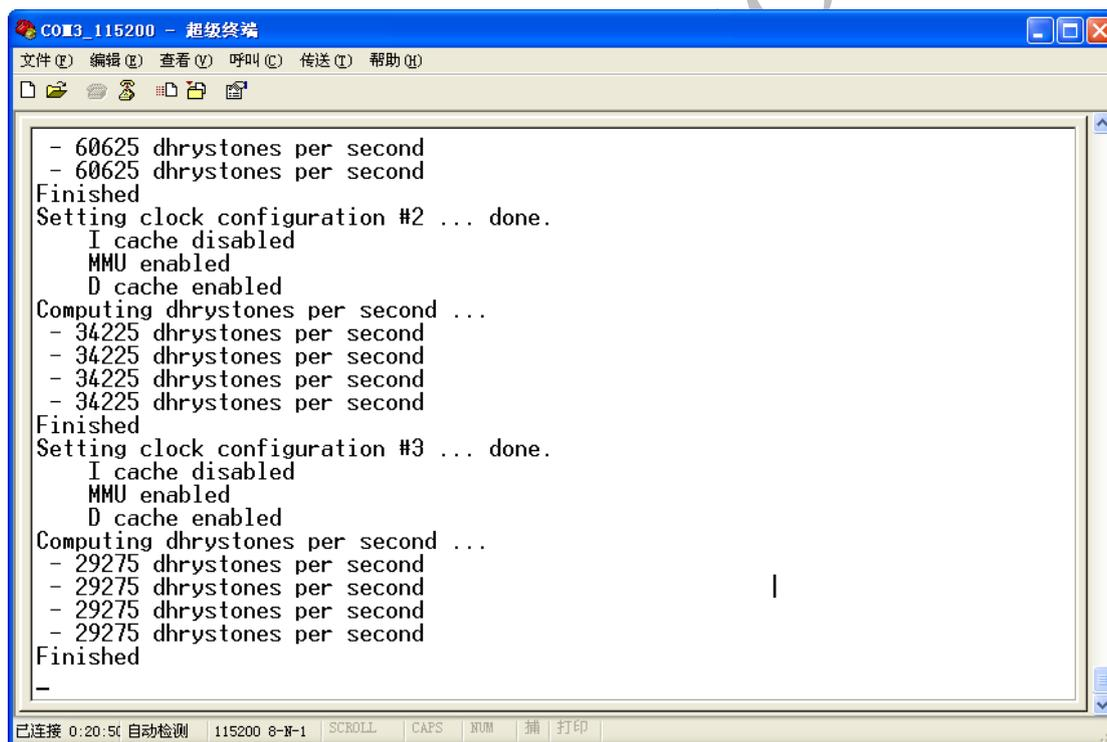 COM3_115200 - 超级终端
文件(F) 编辑(E) 查看(V) 呼叫(C) 传送(T) 帮助(H)
- 60625 dhrystones per second
- 60625 dhrystones per second
Finished
Setting clock configuration #2 ... done.
I cache disabled
MMU enabled
D cache enabled
Computing dhrystones per second ...
- 34225 dhrystones per second
- 34225 dhrystones per second
- 34225 dhrystones per second
- 34225 dhrystones per second
Finished
Setting clock configuration #3 ... done.
I cache disabled
MMU enabled
D cache enabled
Computing dhrystones per second ...
- 29275 dhrystones per second
- 29275 dhrystones per second
- 29275 dhrystones per second
- 29275 dhrystones per second
Finished
已连接 0:20:50 自动检测 115200 8-N-1 SCROLL CAPS NUM 捕 打印